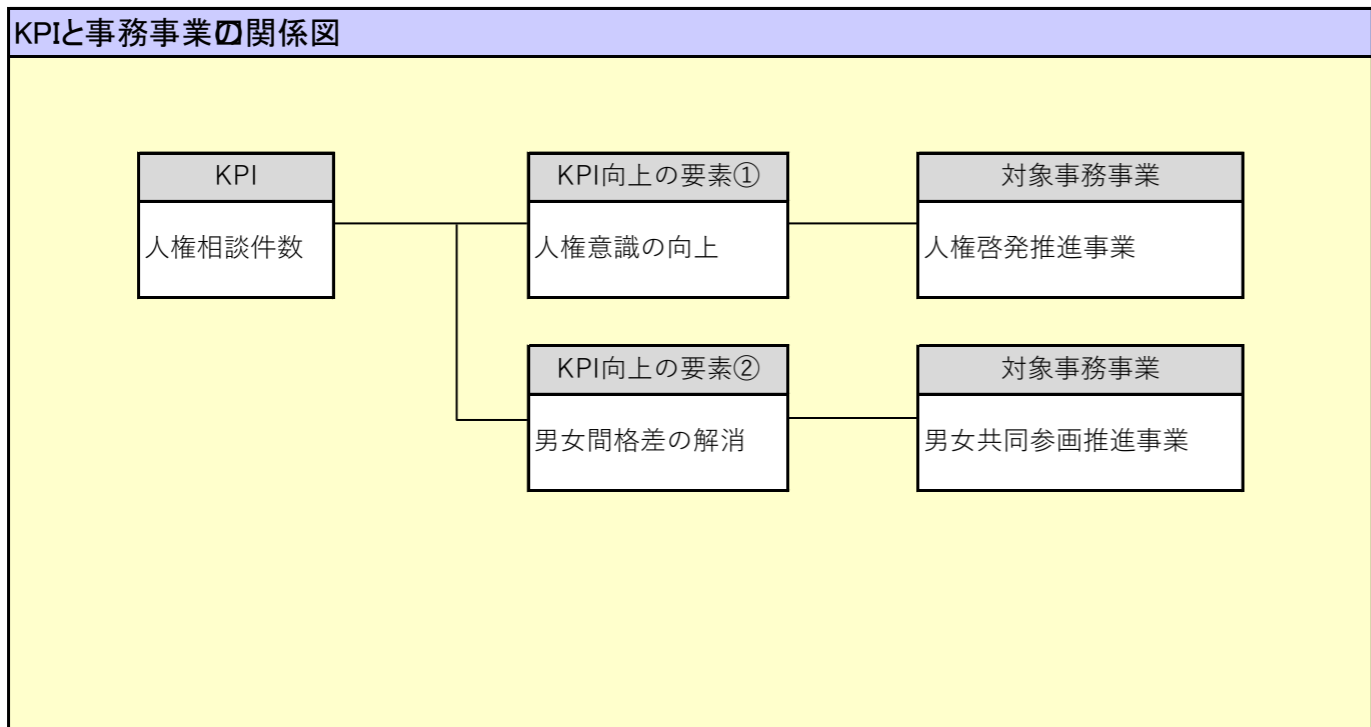 KPIと事務事業の関係図
KPI
人権相談件数
KPI向上の要素①
人権意識の向上
対象事務事業
人権啓発推進事業
KPI向上の要素②
男女間格差の解消
対象事務事業
男女共同参画推進事業